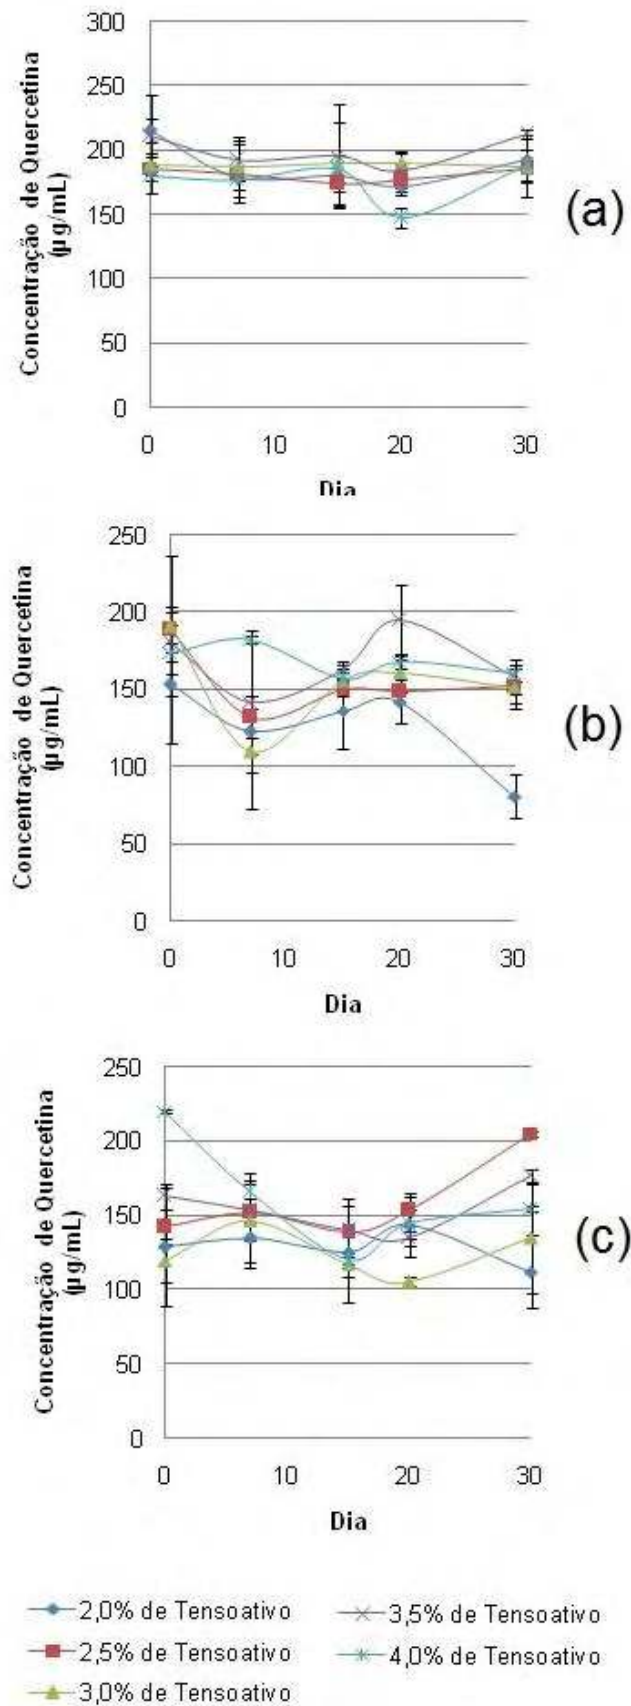 Concentração de Quercetina
(µg/mL)
300
250
200
150
100
50
0
0 10 20 30
Dia
(a)
Concentração de Quercetina
(µg/mL)
250
200
150
100
50
0
0 10 20 30
Dia
(b)
Concentração de Quercetina
(µg/mL)
250
200
150
100
50
0
0 10 20 30
Dia
(c)
2,0% de Tensoativo
3,5% de Tensoativo
2,5% de Tensoativo
4,0% de Tensoativo
3,0% de Tensoativo